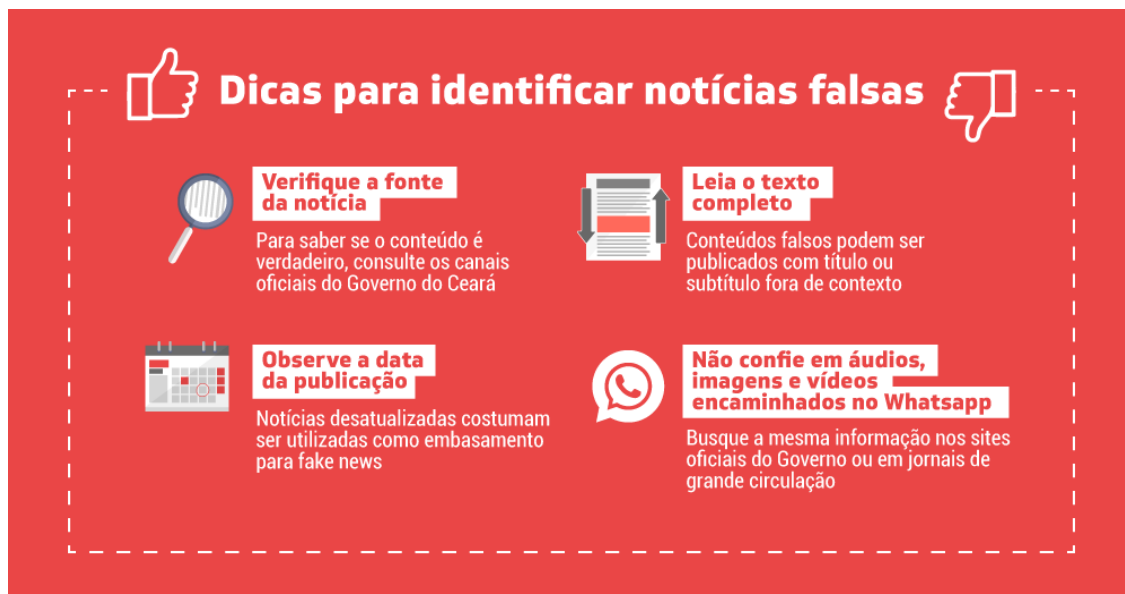 Dicas para identificar notícias falsas
Verifique a fonte
da notícia
Para saber se o conteúdo é
verdadeiro, consulte os canais
oficiais do Governo do Ceará
Leia o texto
completo
Conteúdos falsos podem ser
publicados com título ou
subtítulo fora de contexto
Observe a data
da publicação
Notícias desatualizadas costumam
ser utilizadas como embasamento
para fake news
Não confie em áudios,
imagens e vídeos
encaminhados no Whatsapp
Busque a mesma informação nos sites
oficiais do Governo ou em jornais de
grande circulação